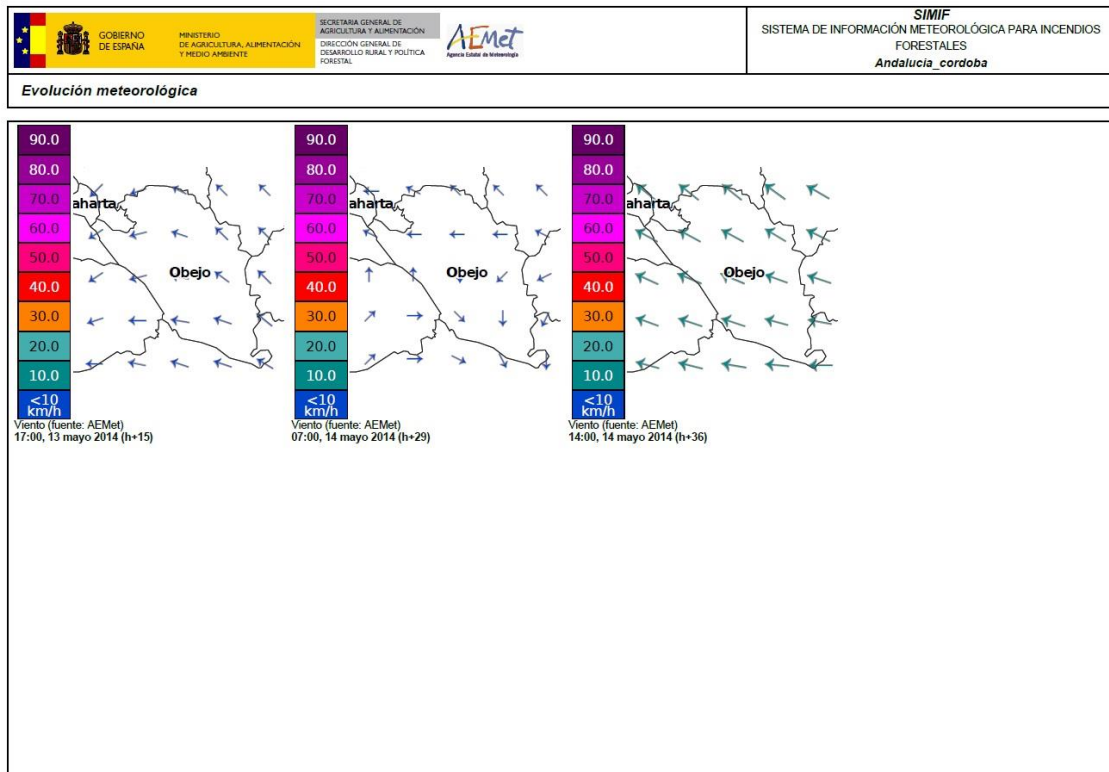 GOBIERNO
DE ESPAÑA
MINISTERIO
DE AGRICULTURA, ALIMENTACIÓN
Y MEDIO AMBIENTE
SECRETARIA GENERAL DE
AGRICULTURA Y ALIMENTACIÓN
DIRECCIÓN GENERAL DE
DESARROLLO RURAL Y POLÍTICA
FORESTAL
AEMet
Agencia Estatal de Meteorología
SIMIF
SISTEMA DE INFORMACIÓN METEOROLÓGICA PARA INCENDIOS
FORESTALES
Andalucía_cordoba
Evolución meteorológica
90.0
80.0
70.0
60.0
50.0
40.0
30.0
20.0
10.0
<10
km/h
aharta
Obejo
Viento (fuente: AEMet)
17:00, 13 mayo 2014 (h+15)
90.0
80.0
70.0
60.0
50.0
40.0
30.0
20.0
10.0
<10
km/h
aharta
Obejo
Viento (fuente: AEMet)
07:00, 14 mayo 2014 (h+29)
90.0
80.0
70.0
60.0
50.0
40.0
30.0
20.0
10.0
<10
km/h
aharta
Obejo
Viento (fuente: AEMet)
14:00, 14 mayo 2014 (h+36)